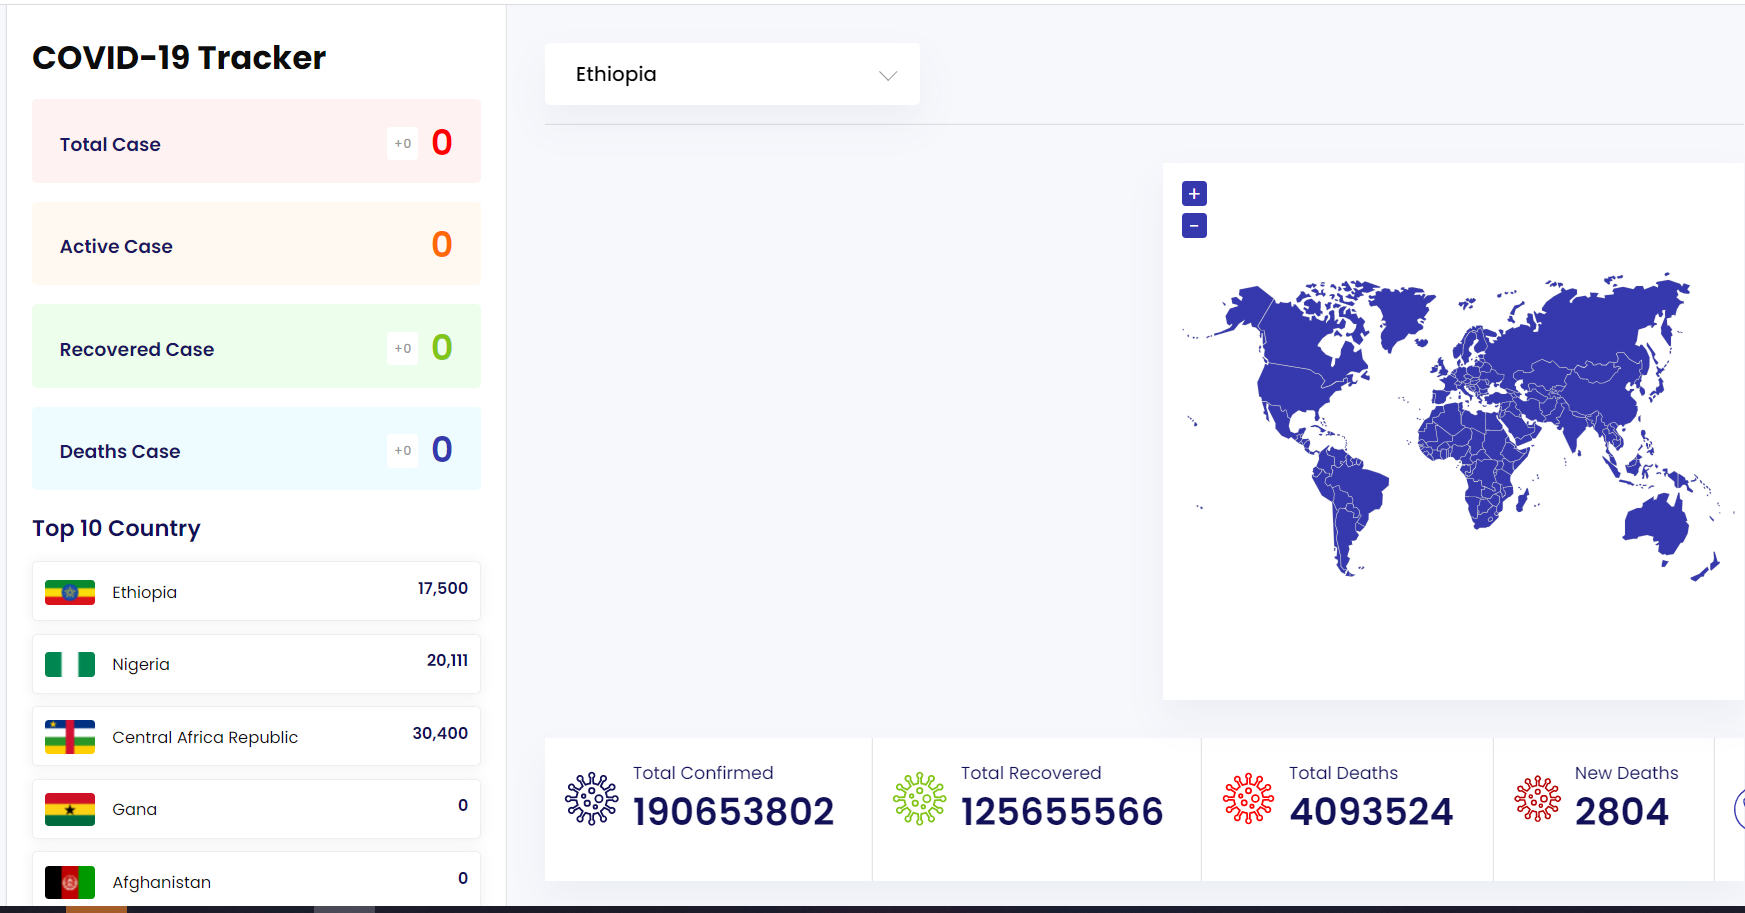 COVID-19 Tracker
Total Case +0 0
Active Case 0
Recovered Case +0 0
Deaths Case +0 0
Top 10 Country
Ethiopia 17,500
Nigeria 20,111
Central Africa Republic 30,400
Gana 0
Afghanistan 0
Ethiopia
+
−
Total Confirmed
190653802
Total Recovered
125655566
Total Deaths
4093524
New Deaths
2804